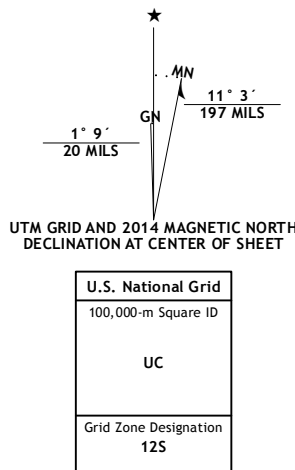 MN
GN
11° 3´
197 MILS
1° 9´
20 MILS
UTM GRID AND 2014 MAGNETIC NORTH
DECLINATION AT CENTER OF SHEET
U.S. National Grid
100,000-m Square ID
UC
Grid Zone Designation
12S